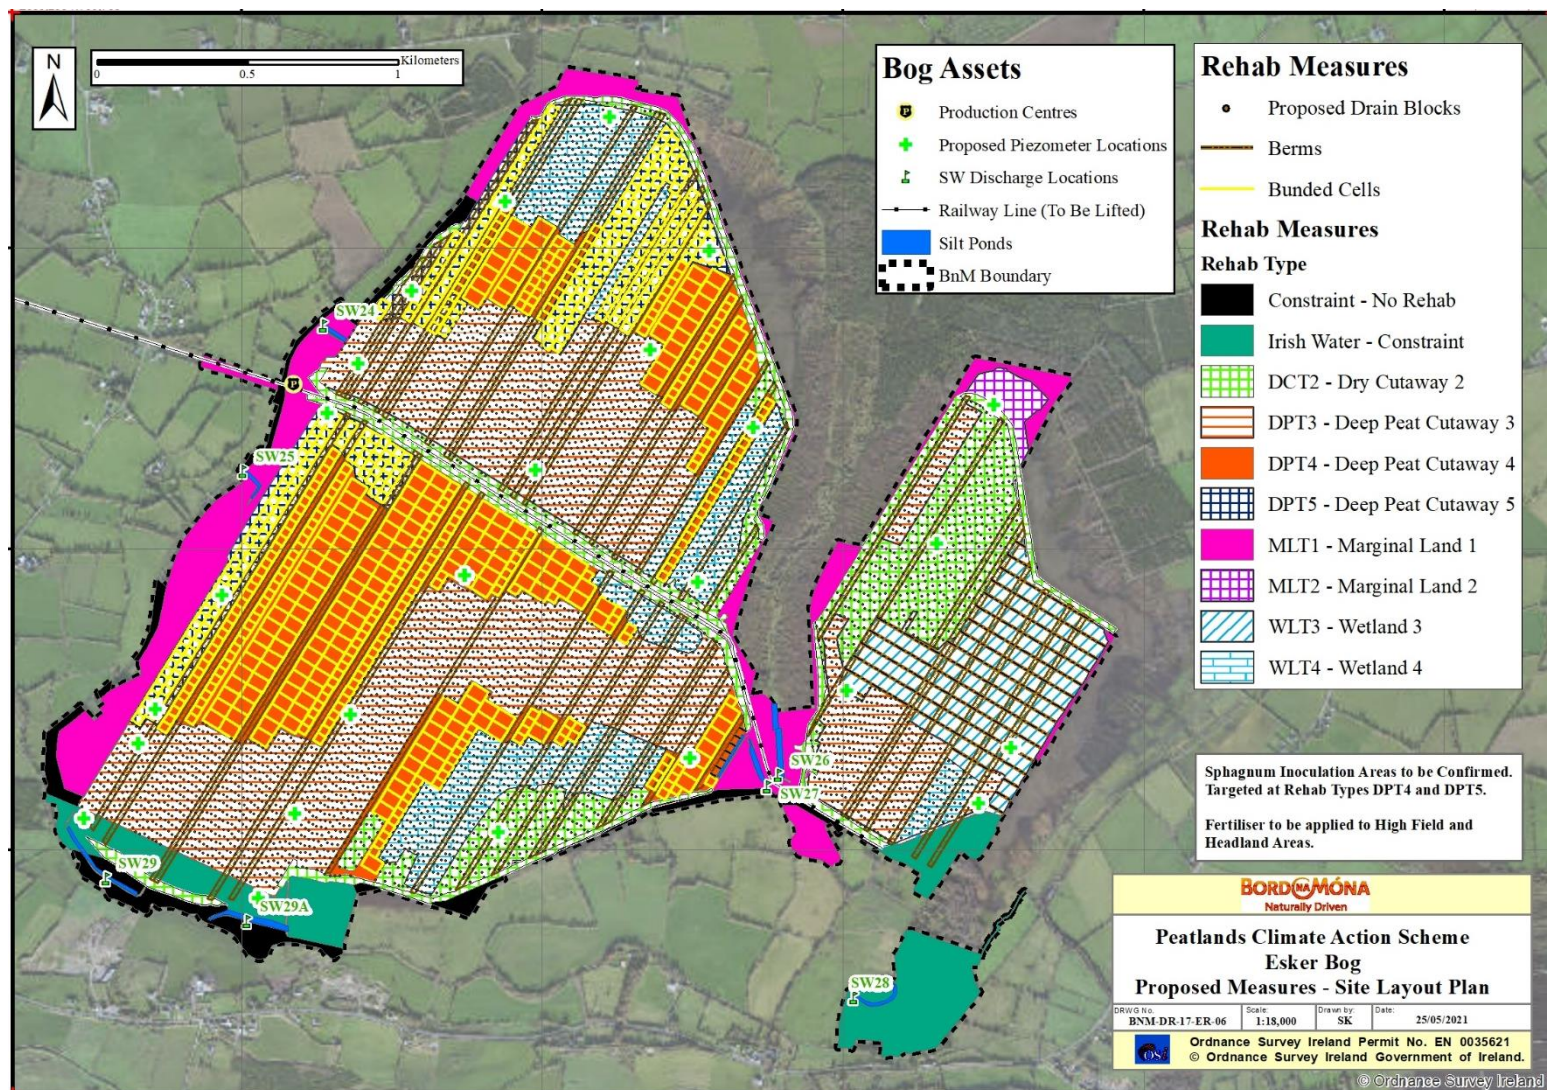 N
Kilometers
0 0.5 1
Bog Assets
Production Centres
Proposed Piezometer Locations
SW Discharge Locations
Railway Line (To Be Lifted)
Silt Ponds
BnM Boundary
Rehab Measures
Proposed Drain Blocks
Berms
Bunded Cells
Rehab Measures
Rehab Type
Constraint - No Rehab
Irish Water - Constraint
DCT2 - Dry Cutaway 2
DPT3 - Deep Peat Cutaway 3
DPT4 - Deep Peat Cutaway 4
DPT5 - Deep Peat Cutaway 5
MLT1 - Marginal Land 1
MLT2 - Marginal Land 2
WLT3 - Wetland 3
WLT4 - Wetland 4
SW24
P
SW25
SW26
SW27
SW29
SW29A
SW28
Sphagnum Inoculation Areas to be Confirmed.
Targeted at Rehab Types DPT4 and DPT5.
Fertiliser to be applied to High Field and
Headland Areas.
BORD NA MÓNA
Naturally Driven
Peatlands Climate Action Scheme
Esker Bog
Proposed Measures - Site Layout Plan
DRWG No. BNM-DR-17-ER-06
Scale: 1:18,000
Drawn by: SK
Date: 25/05/2021
OSi
Ordnance Survey Ireland Permit No. EN 0035621
© Ordnance Survey Ireland Government of Ireland.
© Ordnance Survey Ireland